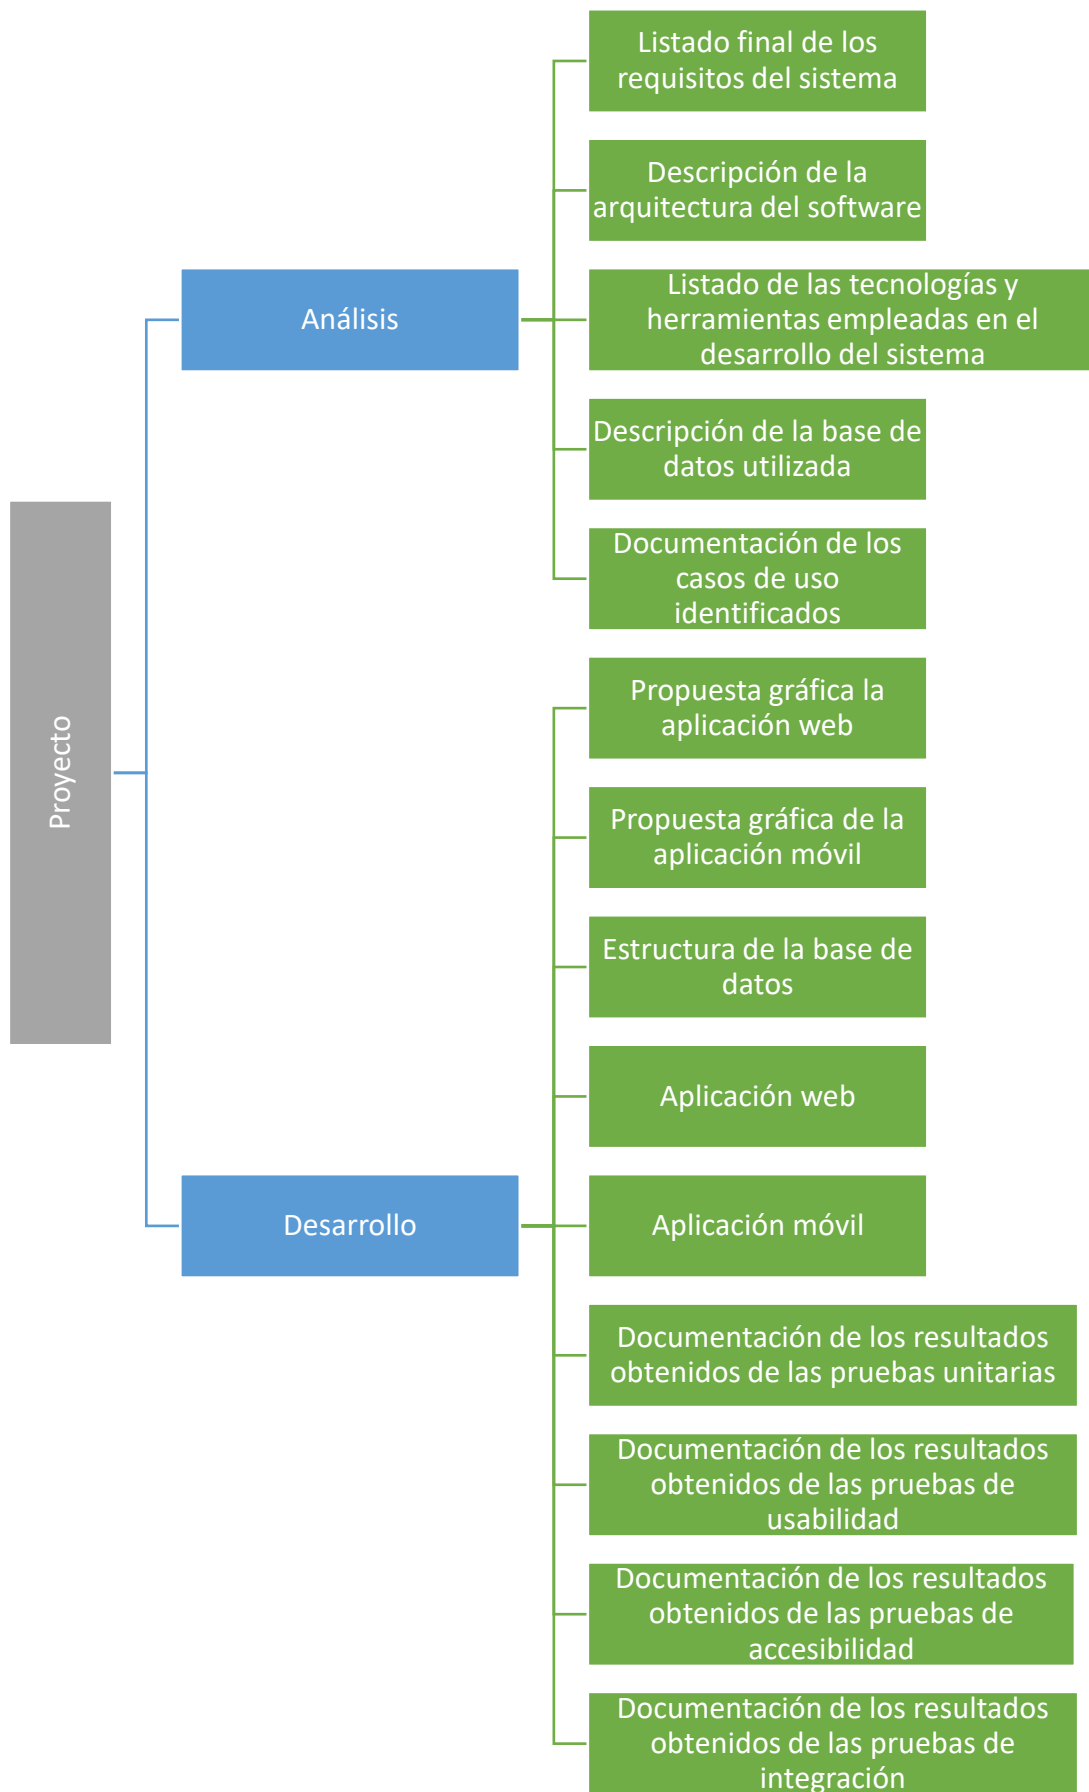 Proyecto
Análisis
Listado final de los
requisitos del sistema
Descripción de la
arquitectura del software
Listado de las tecnologías y
herramientas empleadas en el
desarrollo del sistema
Descripción de la base de
datos utilizada
Documentación de los
casos de uso
identificados
Desarrollo
Propuesta gráfica la
aplicación web
Propuesta gráfica de la
aplicación móvil
Estructura de la base de
datos
Aplicación web
Aplicación móvil
Documentación de los resultados
obtenidos de las pruebas unitarias
Documentación de los resultados
obtenidos de las pruebas de
usabilidad
Documentación de los resultados
obtenidos de las pruebas de
accesibilidad
Documentación de los resultados
obtenidos de las pruebas de
integración